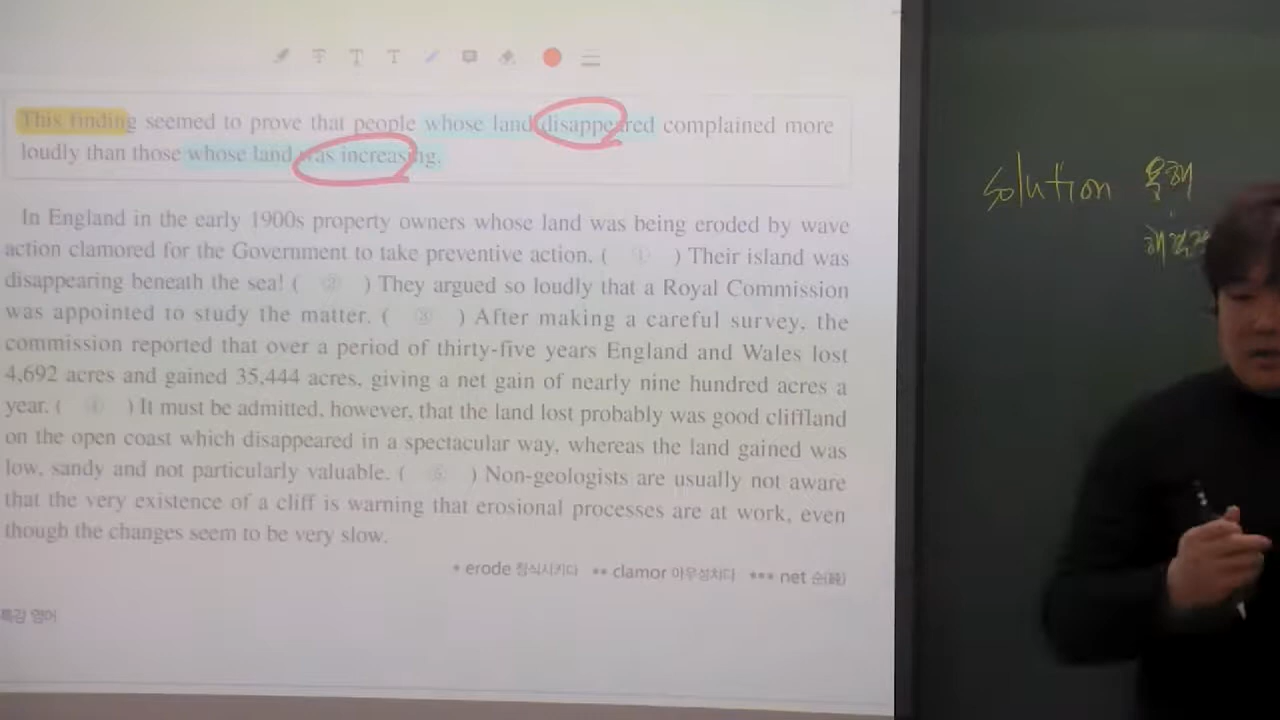 This finding seemed to prove that people whose land disappeared complained more
loudly than those whose land was increasing.
In England in the early 1900s property owners whose land was being eroded by wave
action clamored for the Government to take preventive action. ( ① ) Their island was
disappearing beneath the sea! ( ② ) They argued so loudly that a Royal Commission
was appointed to study the matter. ( ③ ) After making a careful survey, the
commission reported that over a period of thirty-five years England and Wales lost
4,692 acres and gained 35,444 acres, giving a net gain of nearly nine hundred acres a
year. ( ④ ) It must be admitted, however, that the land lost probably was good cliffland
on the open coast which disappeared in a spectacular way, whereas the land gained was
low, sandy and not particularly valuable. ( ⑤ ) Non-geologists are usually not aware
that the very existence of a cliff is warning that erosional processes are at work, even
though the changes seem to be very slow.
* erode 침식시키다 ** clamor 아우성치다 *** net 순(純)
특강 영어
solution 용해
해결